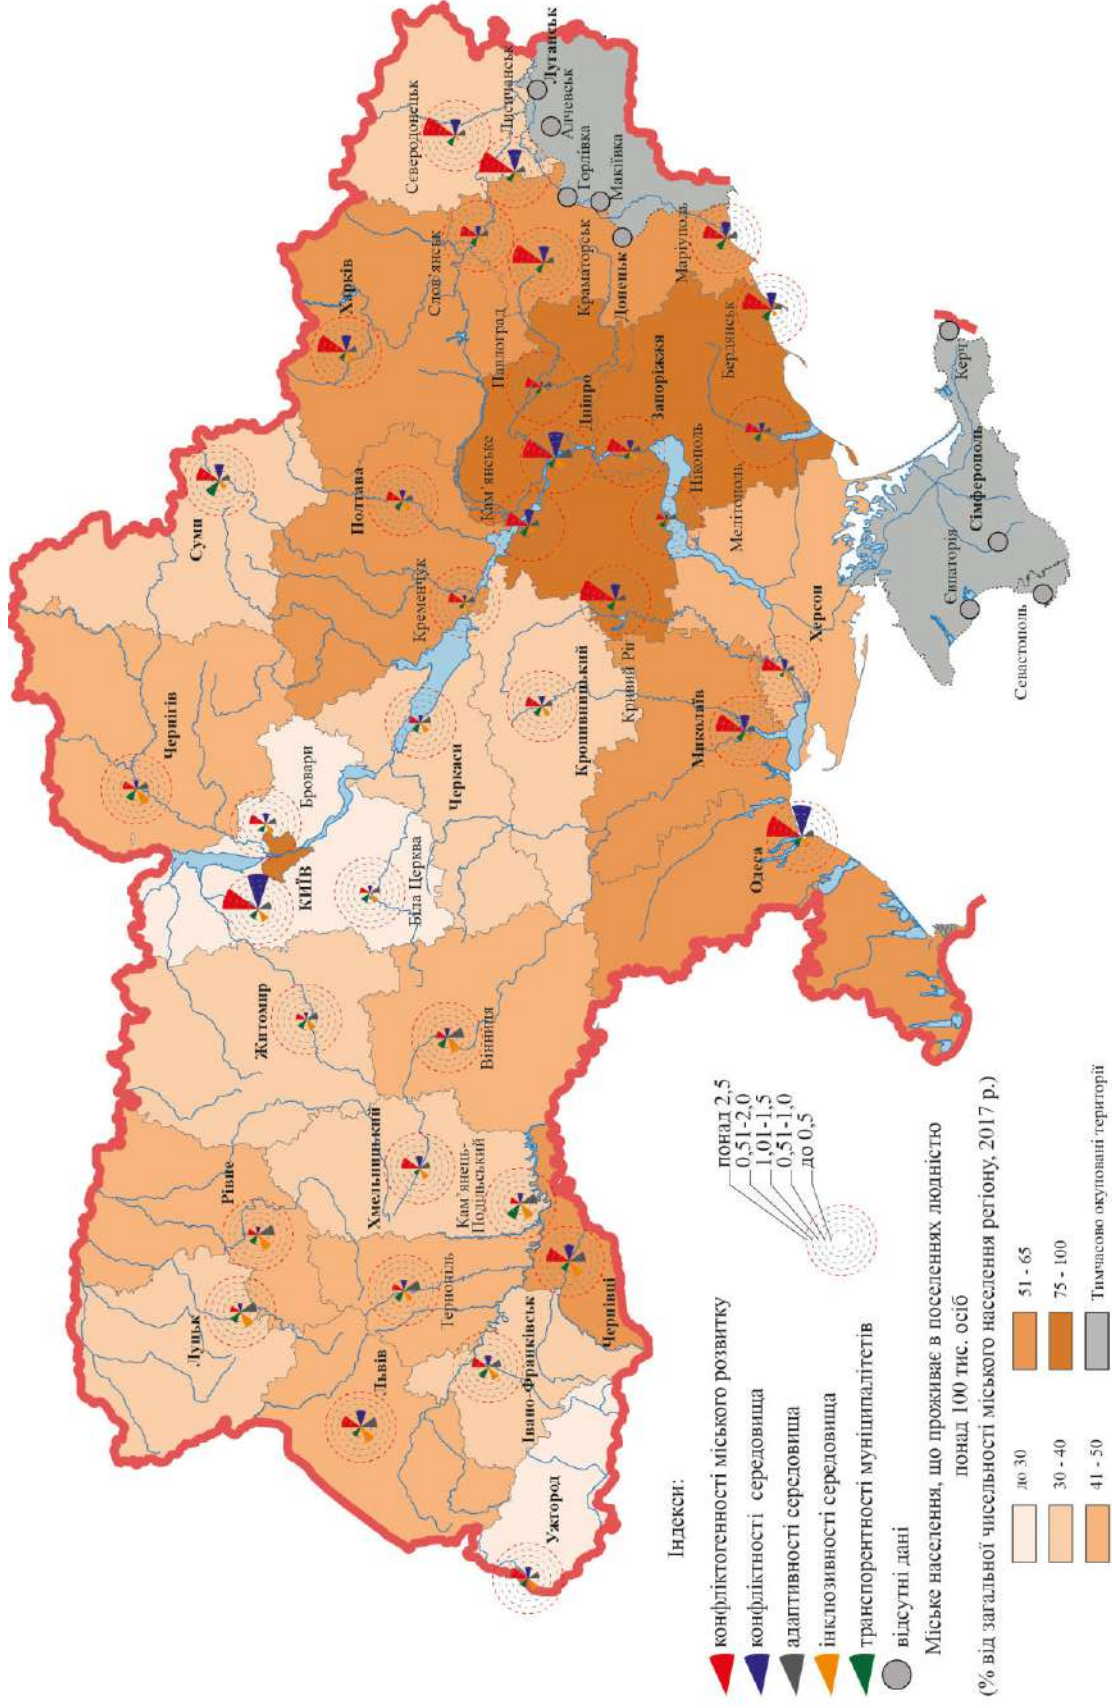 Луцьк
Рівне
Житомир
КИЇВ
Бровари
Чернігів
Суми
Львів
Тернопіль
Хмельницький
Кам'янець-
Подільський
Вінниця
Біла Церква
Черкаси
Кременчук
Полтава
Харків
Сєверодонецьк
Лисичанськ
Луганськ
Алчевськ
Горлівка
Макіївка
Донецьк
Слов'янськ
Краматорськ
Маріуполь
Павлоград
Кам'янське
Дніпро
Запоріжжя
Нікополь
Бердянськ
Мелітополь
Кропивницький
Кривий Ріг
Ужгород
Івано-Франківськ
Чернівці
Одеса
Миколаїв
Херсон
Керч
Сімферополь
Євпаторія
Севастополь
Індекси:
конфліктогенності міського розвитку
конфліктності середовища
адаптивності середовища
інклюзивності середовища
транспорентності муніципалітетів
відсутні дані
понад 2,5
0,51-2,0
1,01-1,5
0,51-1,0
до 0,5
Міське населення, що проживає в поселеннях людністю
понад 100 тис. осіб
(% від загальної чисельності міського населення регіону, 2017 р.)
до 30
30 - 40
41 - 50
51 - 65
75 - 100
Тимчасово окуповані території